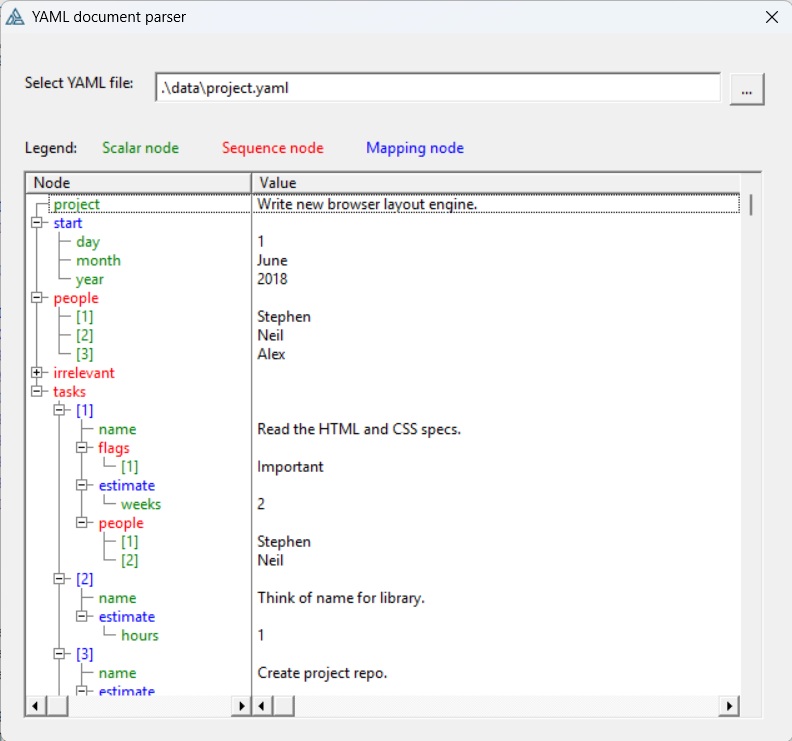 YAML document parser
Select YAML file: .\data\project.yaml ...
Legend: Scalar node Sequence node Mapping node
Node Value
project Write new browser layout engine.
start
day 1
month June
year 2018
people
[1] Stephen
[2] Neil
[3] Alex
irrelevant
tasks
[1]
name Read the HTML and CSS specs.
flags
[1] Important
estimate
weeks 2
people
[1] Stephen
[2] Neil
[2]
name Think of name for library.
estimate
hours 1
[3]
name Create project repo.
estimate